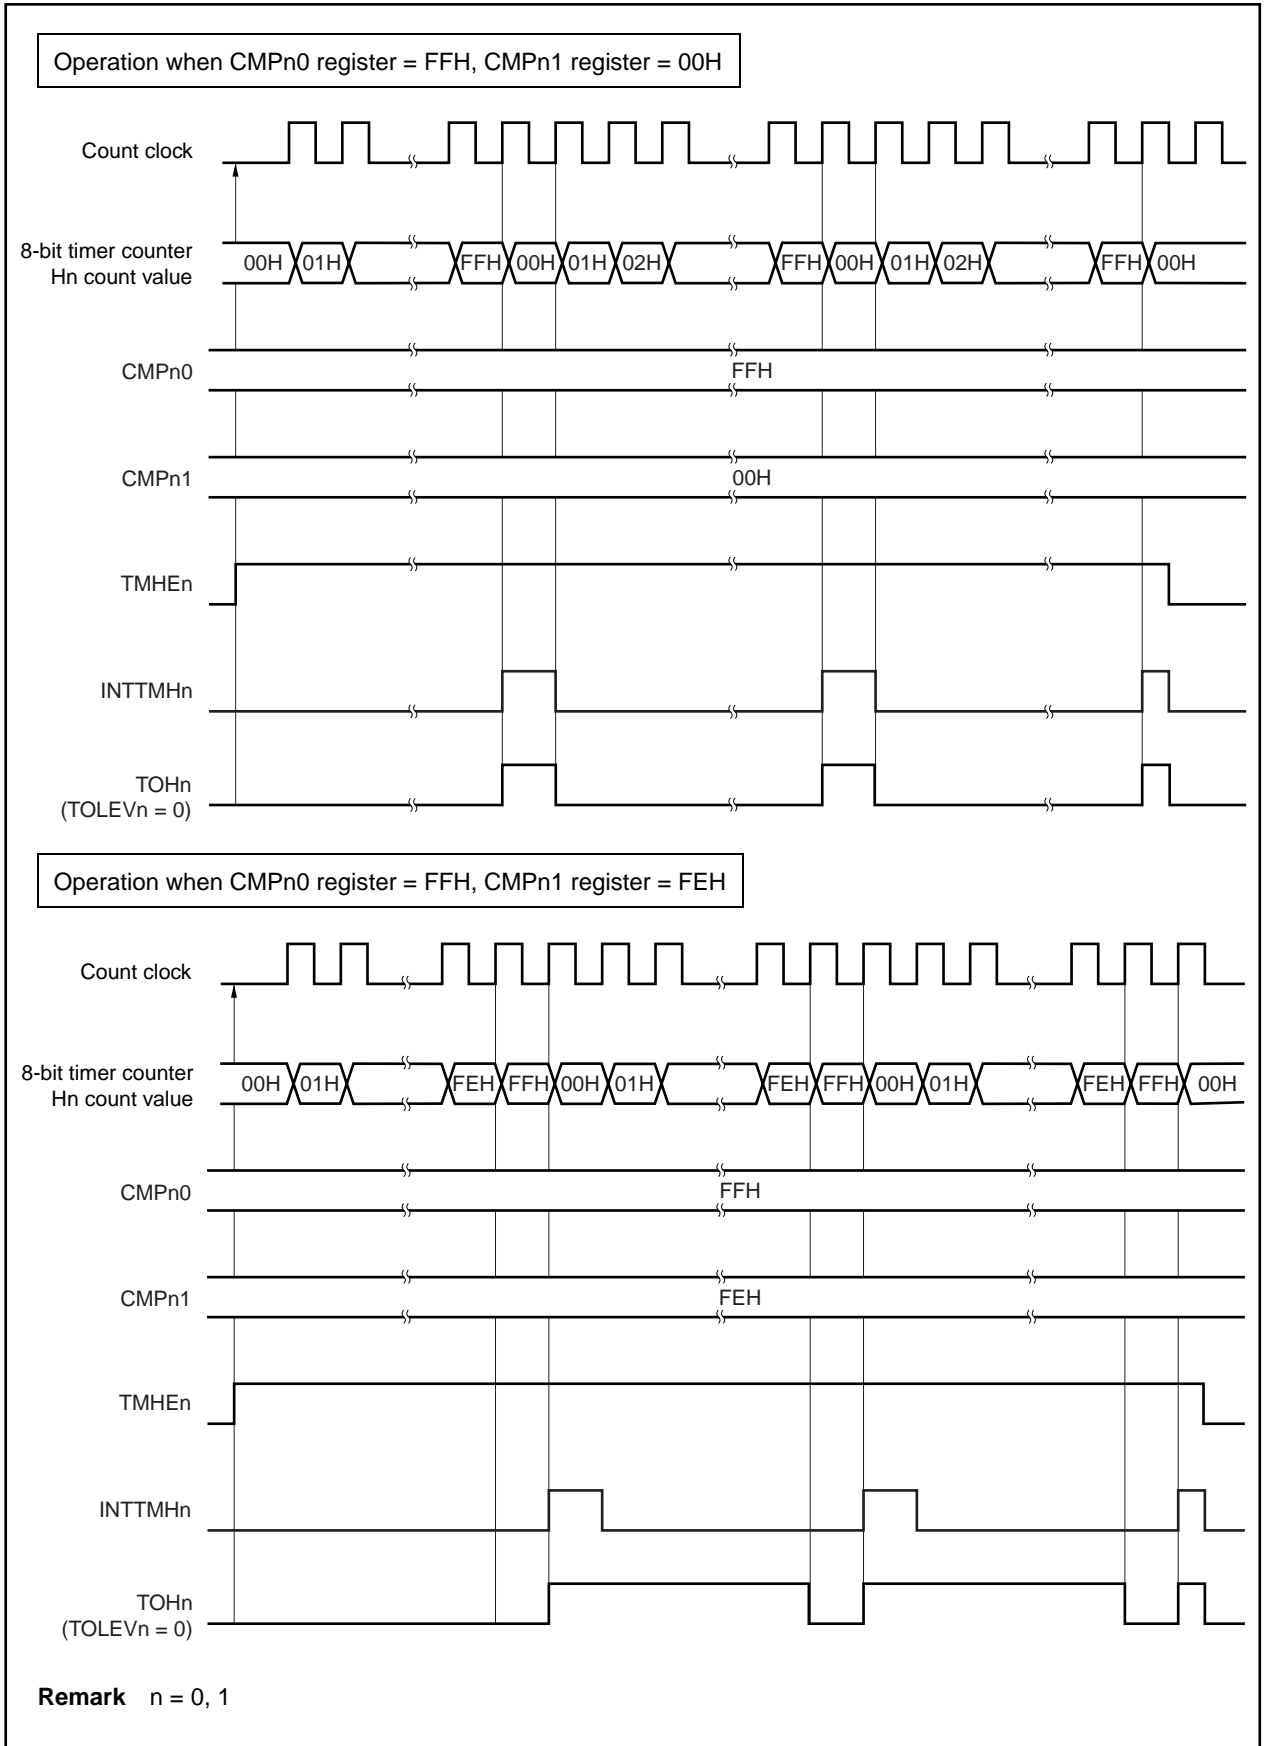 Operation when CMPn0 register = FFH, CMPn1 register = 00H
Count clock
8-bit timer counter
Hn count value
00H 01H FFH 00H 01H 02H FFH 00H 01H 02H FFH 00H
CMPn0
FFH
CMPn1
00H
TMHEn
INTTMHn
TOHn
(TOLEVn = 0)
Operation when CMPn0 register = FFH, CMPn1 register = FEH
Count clock
8-bit timer counter
Hn count value
00H 01H FEH FFH 00H 01H FEH FFH 00H 01H FEH FFH 00H
CMPn0
FFH
CMPn1
FEH
TMHEn
INTTMHn
TOHn
(TOLEVn = 0)
Remark n = 0, 1